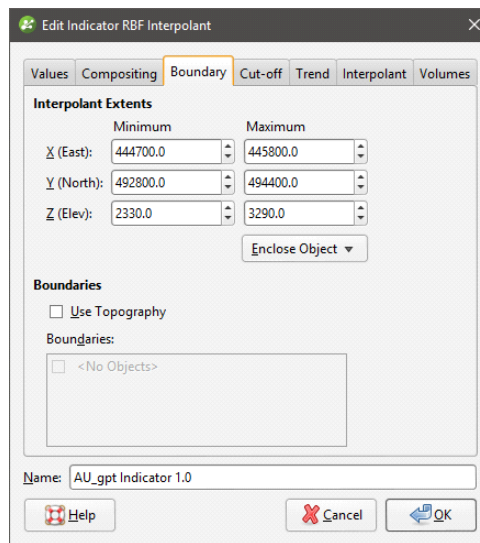 Edit Indicator RBF Interpolant
Values Compositing Boundary Cut-off Trend Interpolant Volumes
Interpolant Extents
Minimum Maximum
X (East): 444700.0 445800.0
Y (North): 492800.0 494400.0
Z (Elev): 2330.0 3290.0
Enclose Object
Boundaries
Use Topography
Boundaries:
<No Objects>
Name: AU_gpt Indicator 1.0
Help Cancel OK